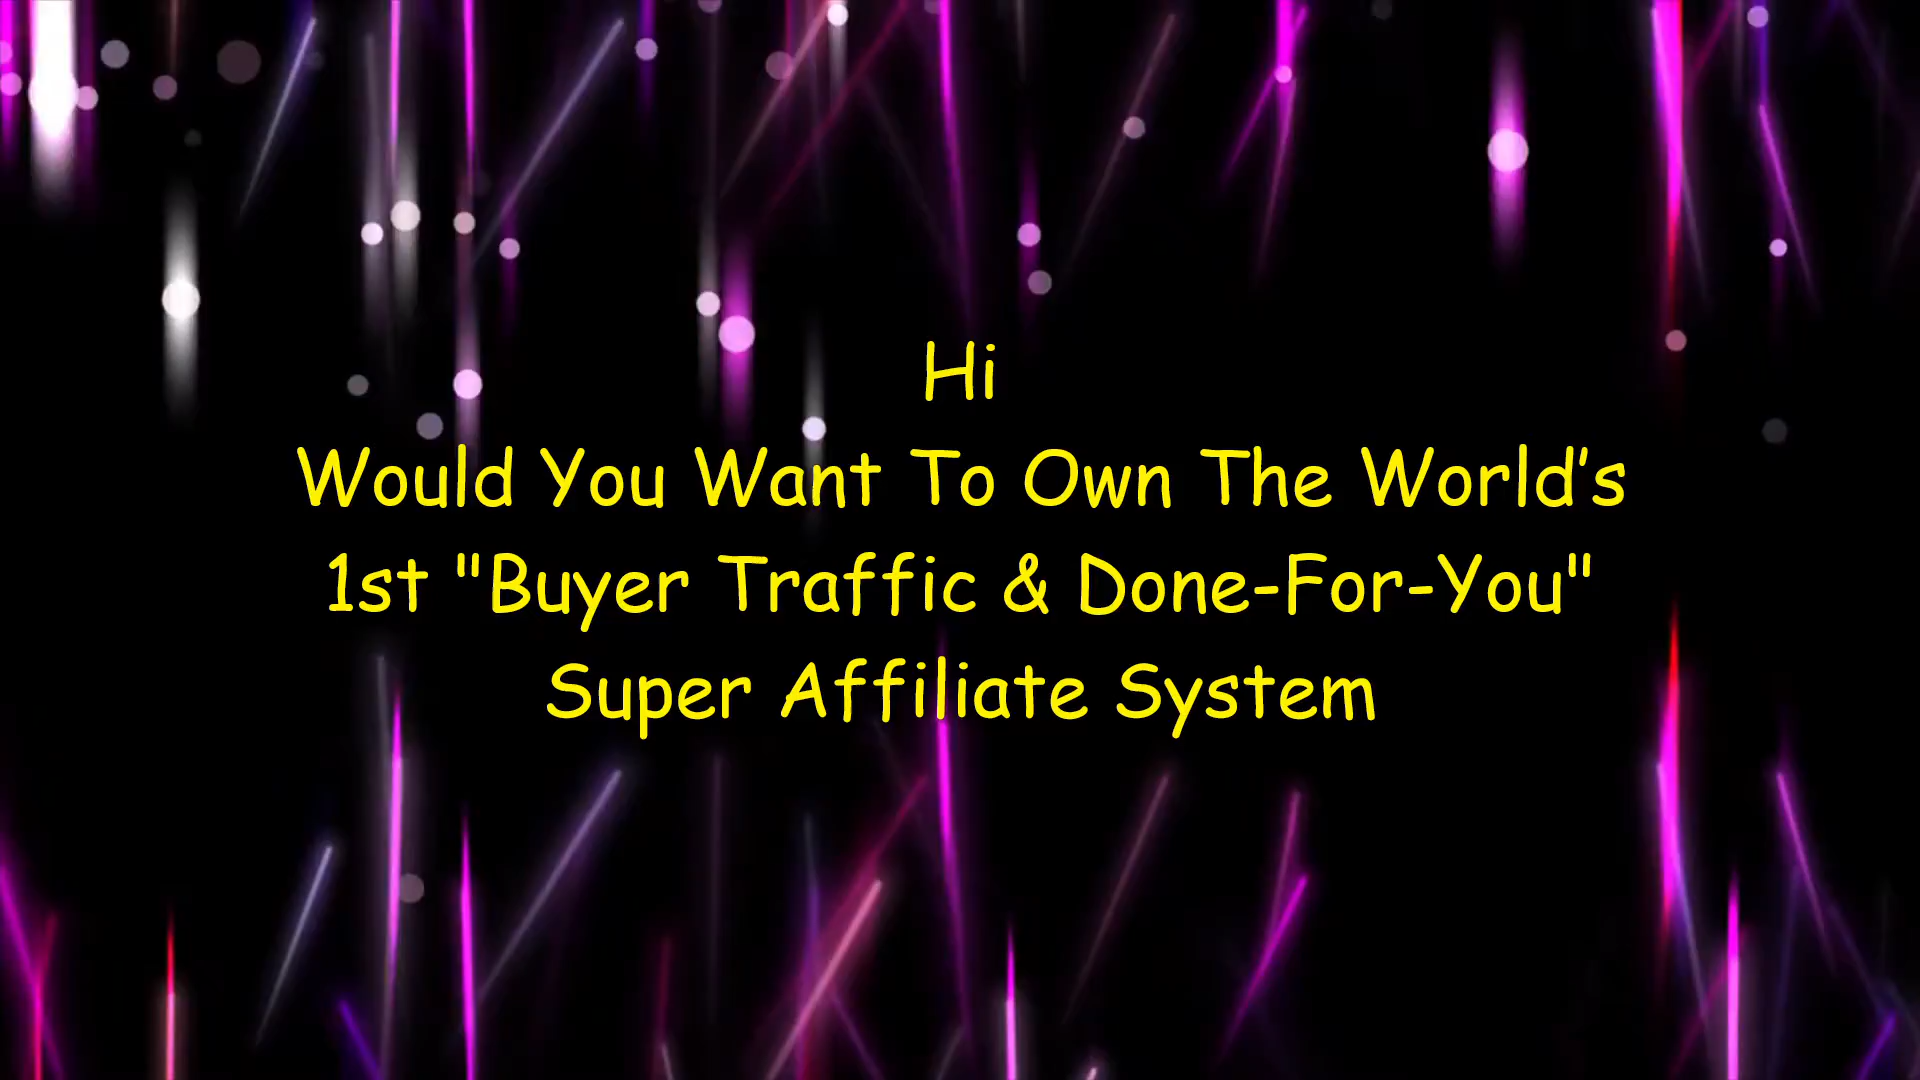 Hi
Would You Want To Own The World’s
1st "Buyer Traffic & Done-For-You"
Super Affiliate System